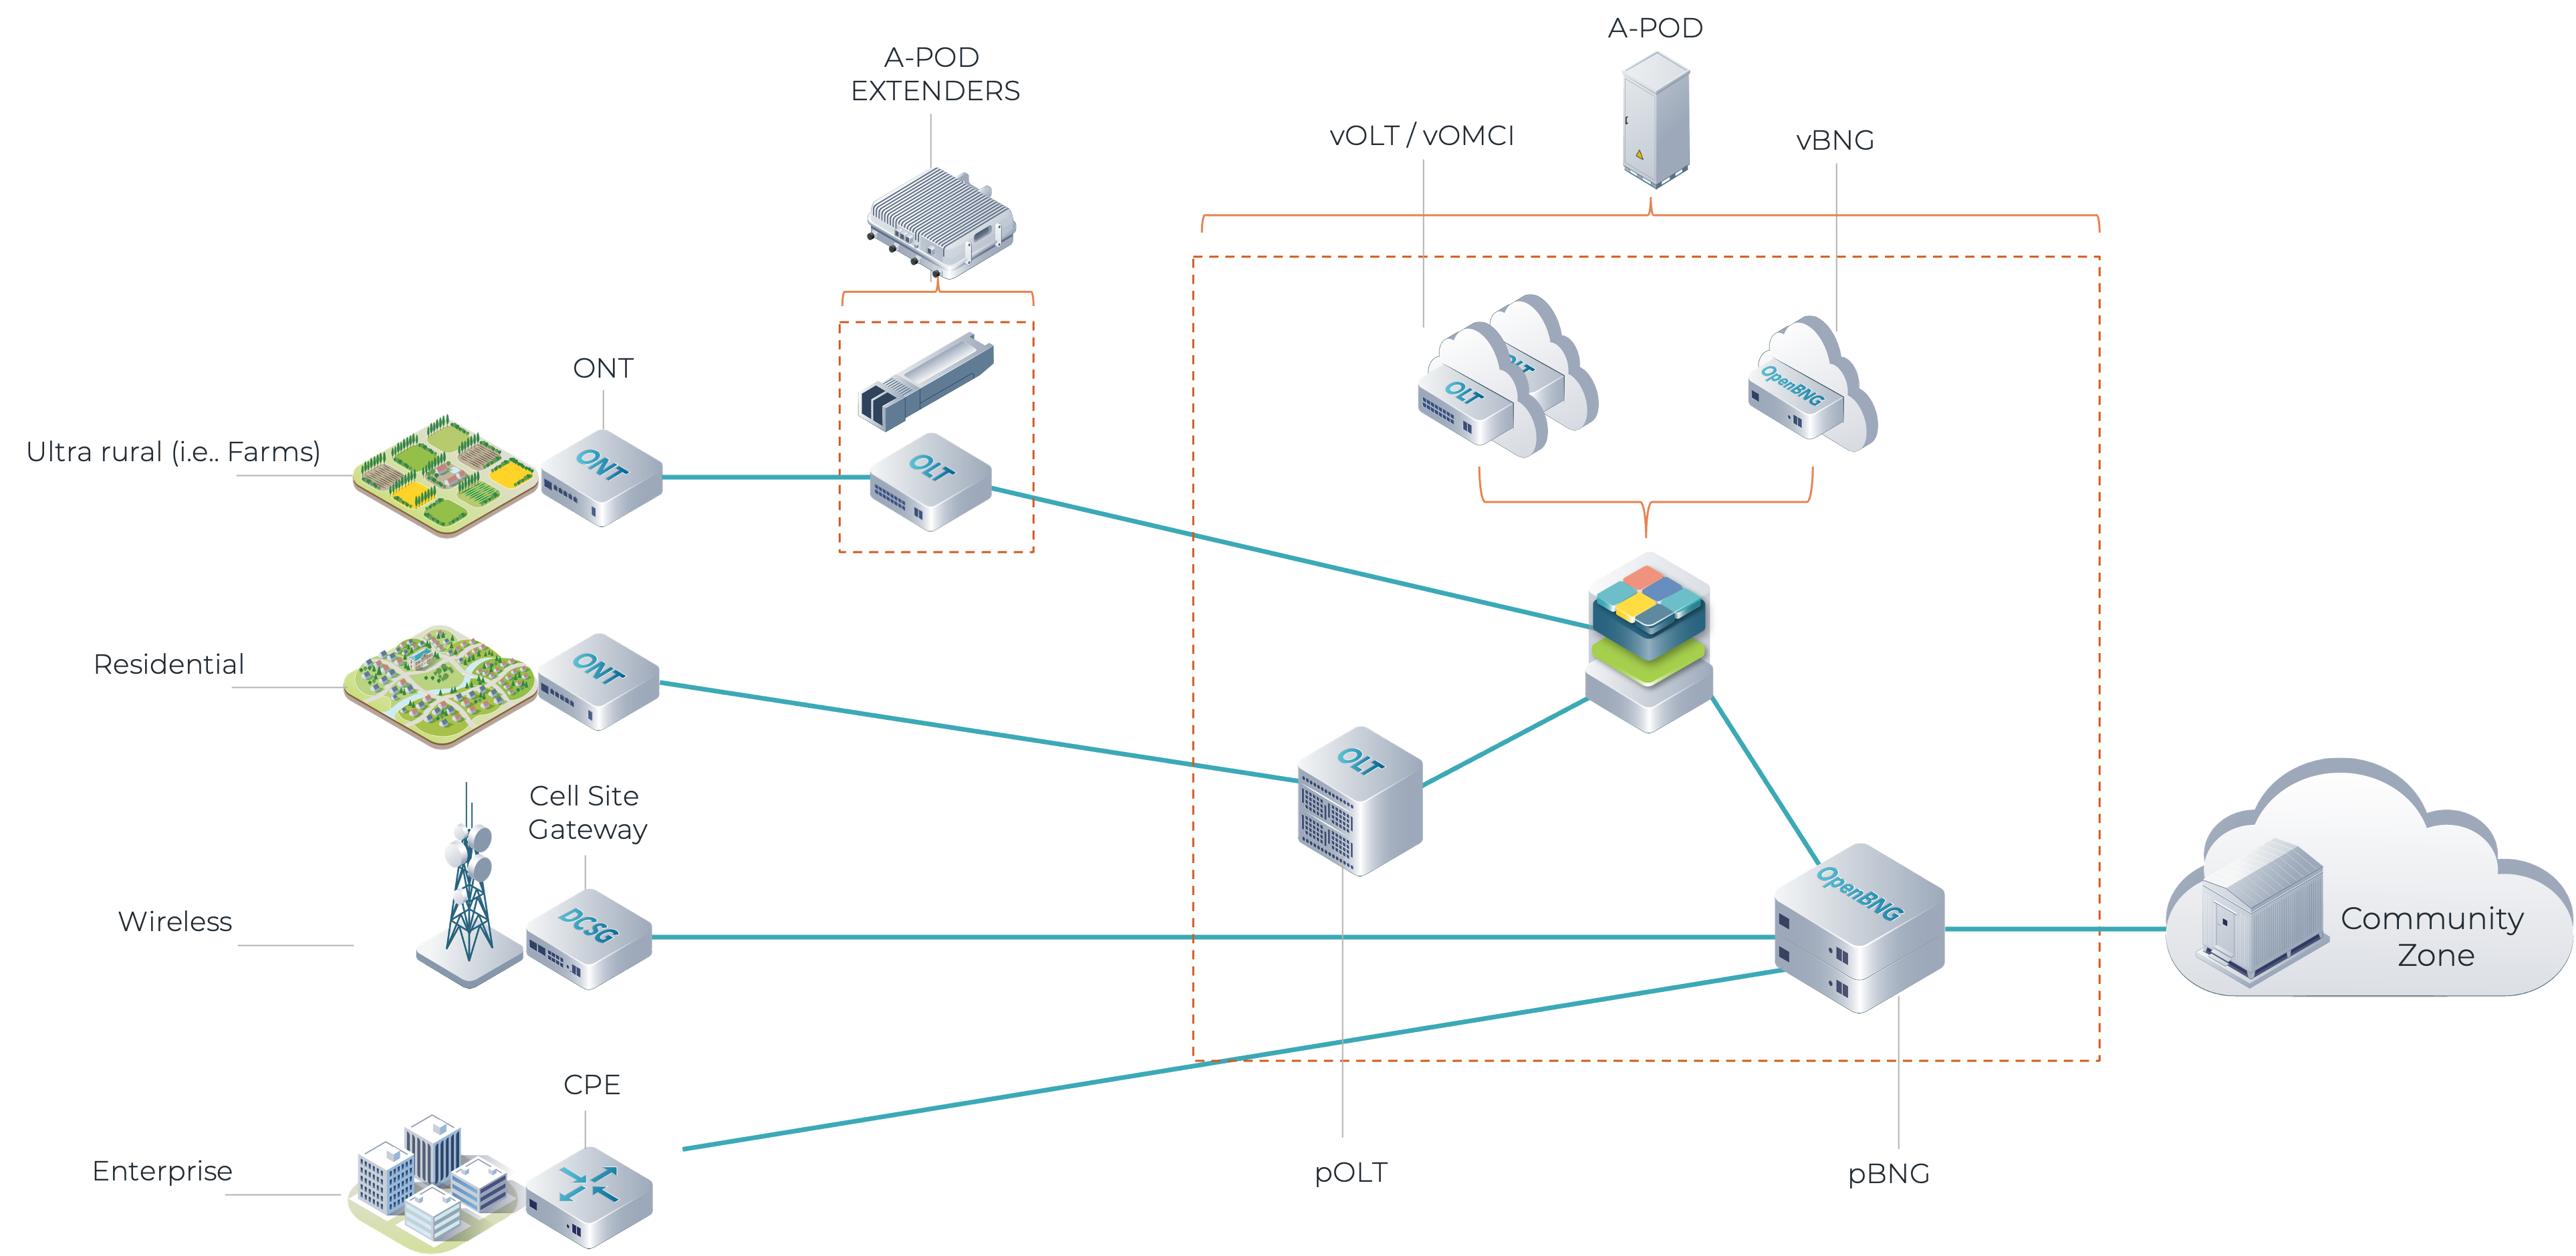 A-POD
A-POD
EXTENDERS
vOLT / vOMCI
vBNG
ONT
OLT
OLT
OpenBNG
Ultra rural (i.e.. Farms)
ONT
OLT
Residential
ONT
OLT
Cell Site
Gateway
OpenBNG
Wireless
DCSG
Community
Zone
CPE
Enterprise
pOLT
pBNG